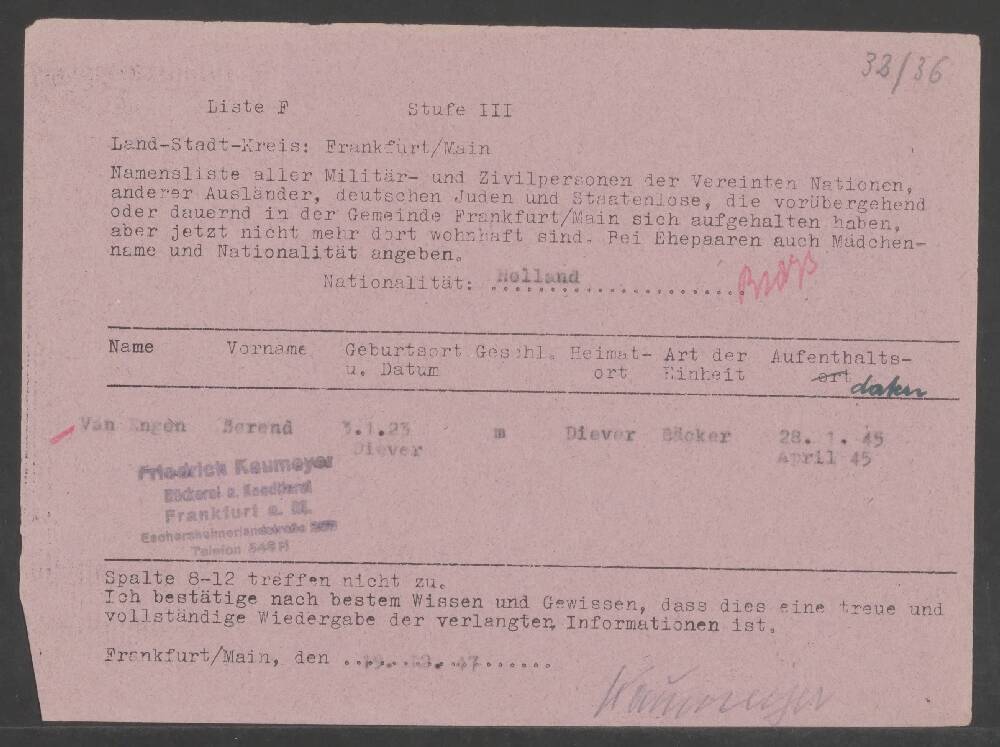 32/36
Liste F Stufe III
Land-Stadt-Kreis: Frankfurt/Main
Namensliste aller Militär- und Zivilpersonen der Vereinten Nationen,
anderer Ausländer, deutschen Juden und Staatenlose, die vorübergehend
oder dauernd in der Gemeinde Frankfurt/Main sich aufgehalten haben,
aber jetzt nicht mehr dort wohnhaft sind. Bei Ehepaaren auch Mädchen-
name und Nationalität angeben.
Nationalität: Holland
Name Vorname Geburtsort Geschl. Heimat- Art der Aufenthalts-
u. Datum ort Einheit ort daten
Van Engen Berend 3.1.23 m Diever Bäcker 28. 1. 45
Diever April 45
Friedrich Kaumeyer
Bäckerei u. Konditorei
Frankfurt a. M.
Eschersheimerlandstraße
Telefon
Spalte 8-12 treffen nicht zu.
Ich bestätige nach bestem Wissen und Gewissen, dass dies eine treue und
vollständige Wiedergabe der verlangten Informationen ist.
Frankfurt/Main, den
Kaumeyer